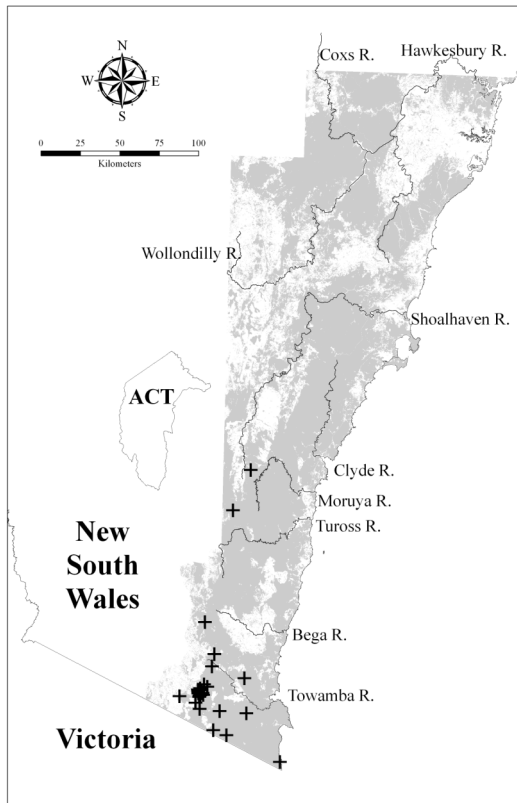 Coxs R.
Hawkesbury R.
N
W E
S
0 25 50 75 100
Kilometers
Wollondilly R.
Shoalhaven R.
ACT
Clyde R.
Moruya R.
Tuross R.
New
South
Wales
Bega R.
Towamba R.
Victoria